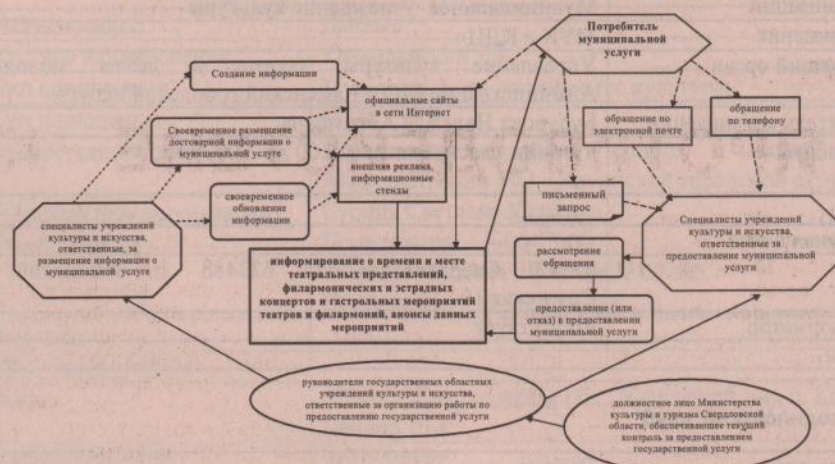 Потребитель
муниципальной
услуги
Создание информации
официальные сайты
в сети Интернет
обращение по
электронной почте
обращение
по телефону
Своевременное размещение
достоверной информации о
муниципальной услуге
внешняя реклама,
информационные
стенды
своевременное
обновление
информации
письменный
запрос
специалисты учреждений
культуры и искусства,
ответственные, за
размещение информации о
муниципальной услуге
Специалисты учреждений
культуры и искусства,
ответственные за
предоставление муниципальной
услуги
рассмотрение
обращения
информирование о времени и месте
театральных представлений,
филармонических и эстрадных
концертов и гастрольных мероприятий
театров и филармоний, анонсы данных
мероприятий
предоставление (или
отказ) в предоставлении
муниципальной услуги
руководители государственных областных
учреждений культуры и искусства,
ответственные за организацию работы по
предоставлению государственной услуги
должностное лицо Министерства
культуры и туризма Свердловской
области, обеспечивающее текущий
контроль за предоставлением
государственной услуги